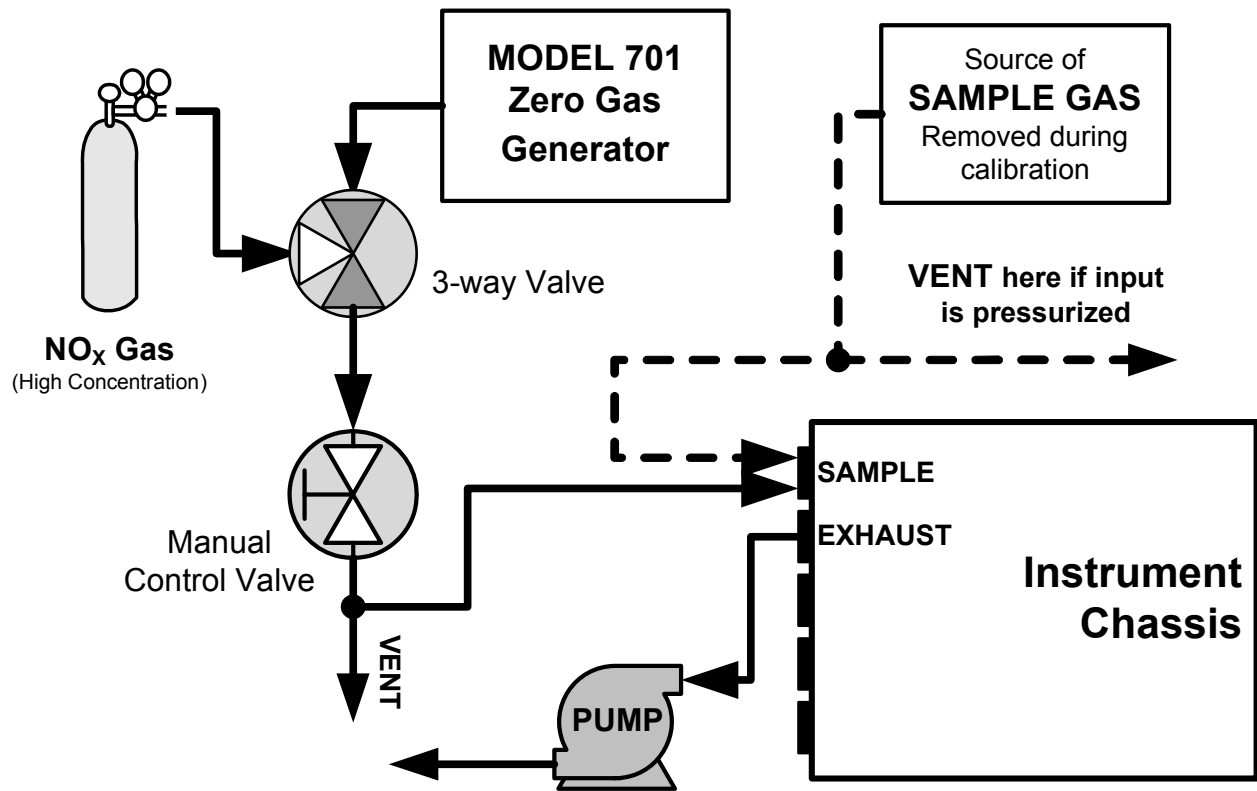 MODEL 701
Zero Gas
Generator
Source of
SAMPLE GAS
Removed during
calibration
3-way Valve
VENT here if input
is pressurized
NOX Gas
(High Concentration)
SAMPLE
EXHAUST
Manual
Control Valve
Instrument
Chassis
VENT
PUMP